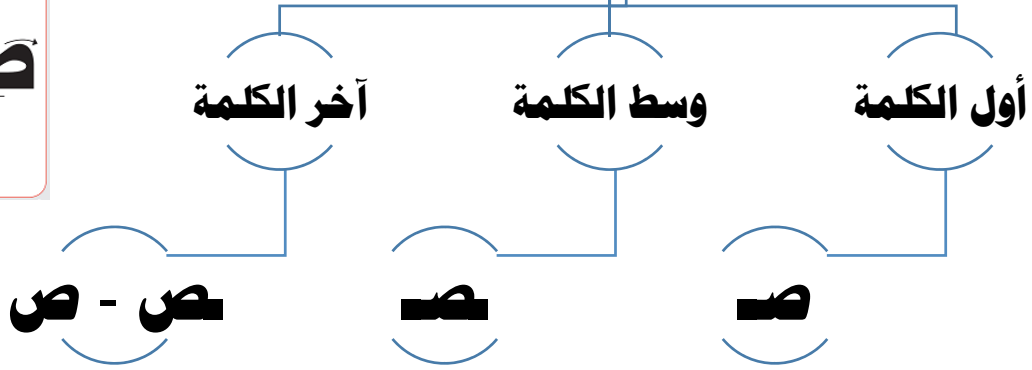 أول الكلمة
وسط الكلمة
آخر الكلمة
صـ
ـصـ
ـص - ص